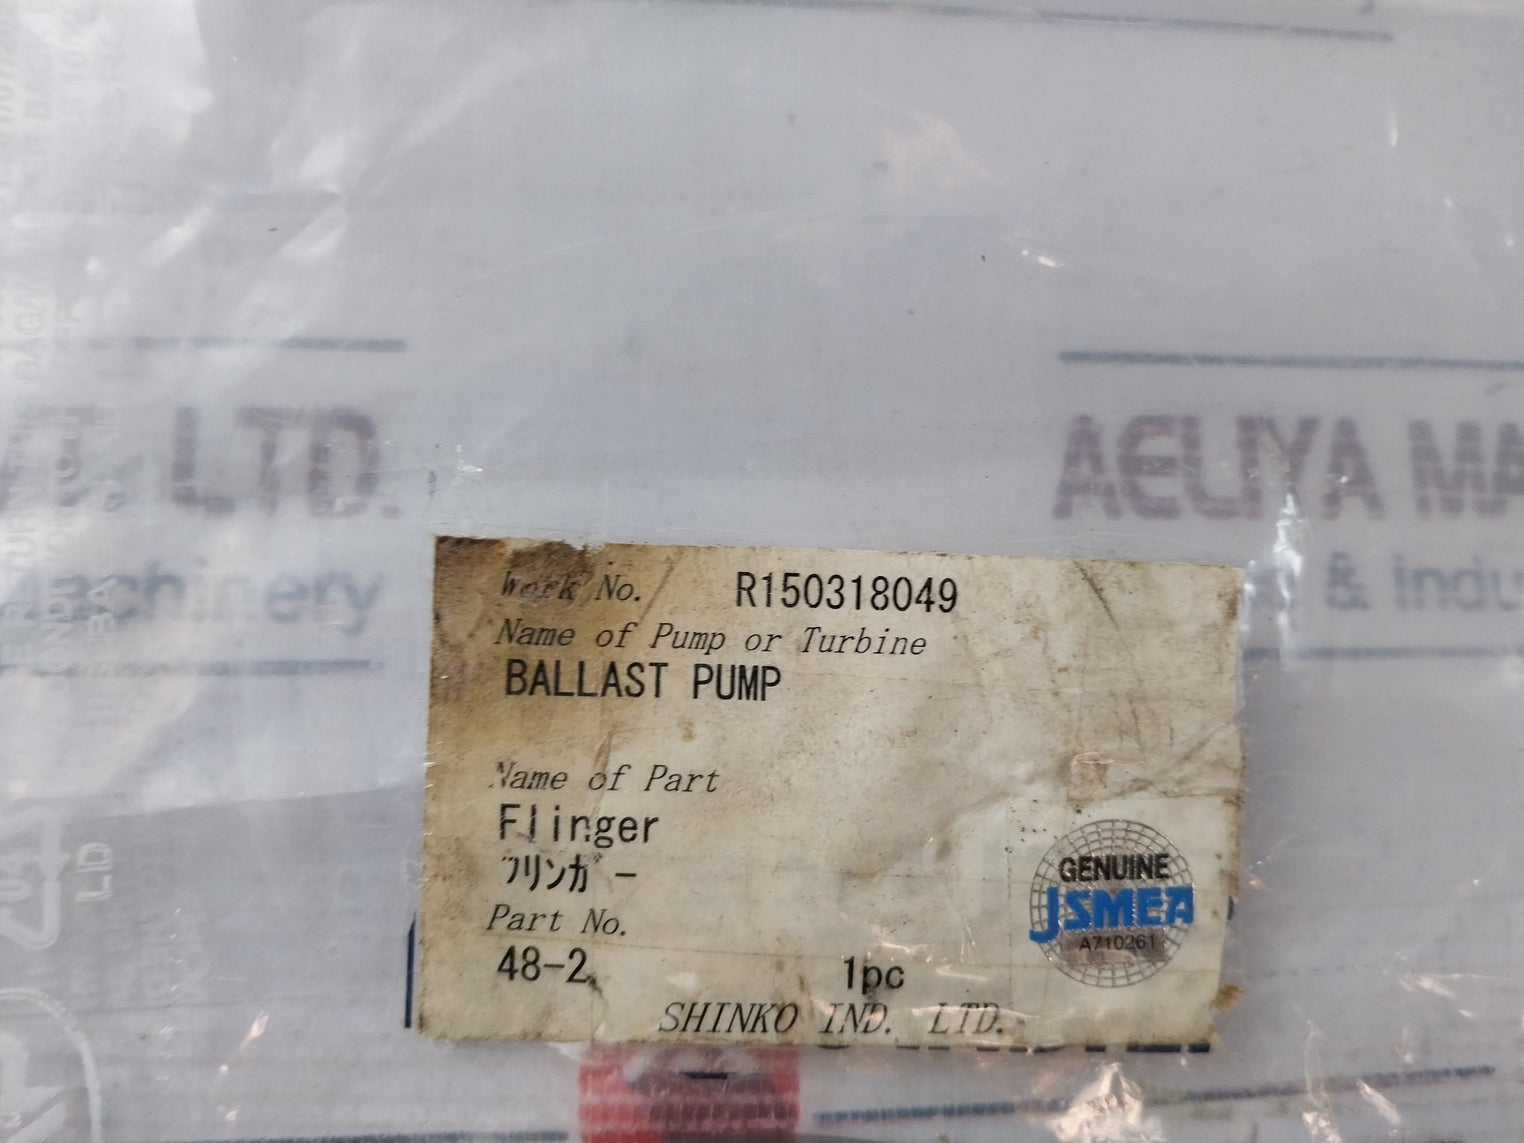 LTD.
AELIYA MA
achinery
& Indu
Work No. R150318049
Name of Pump or Turbine
BALLAST PUMP
Name of Part
Flinger
フリンガー
Part No.
48-2 1pc
SHINKO IND. LTD.
GENUINE
JSMEA
A710261
LD